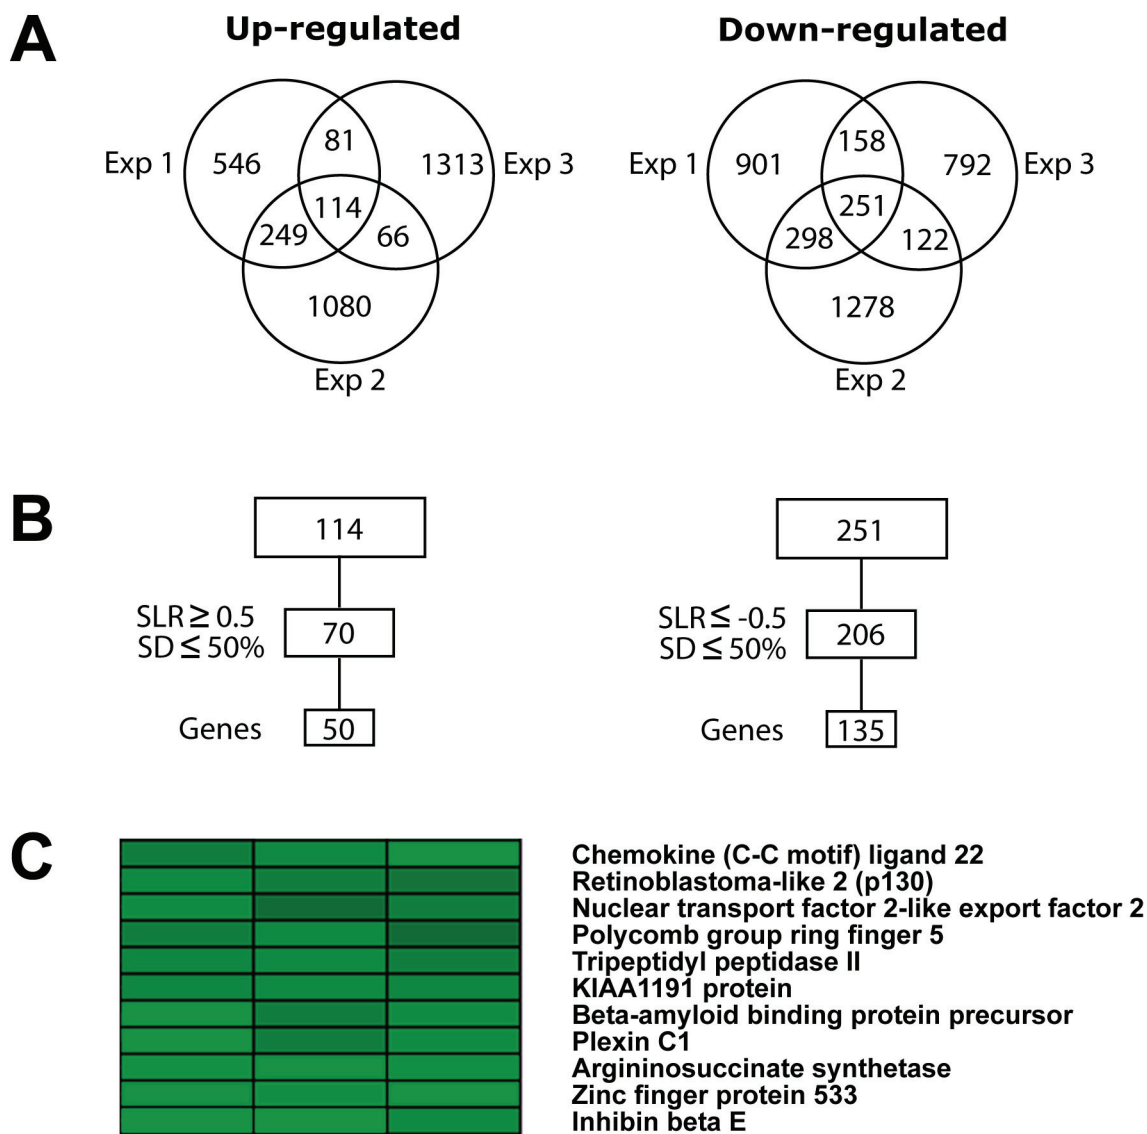 A
Up-regulated
Down-regulated
Exp 1
546
81
1313
Exp 3
114
249
66
1080
Exp 2
Exp 1
901
158
792
Exp 3
251
298
122
1278
Exp 2
B
114
SLR ≥ 0.5
SD ≤ 50%
70
Genes
50
251
SLR ≤ -0.5
SD ≤ 50%
206
Genes
135
C
Chemokine (C-C motif) ligand 22
Retinoblastoma-like 2 (p130)
Nuclear transport factor 2-like export factor 2
Polycomb group ring finger 5
Tripeptidyl peptidase II
KIAA1191 protein
Beta-amyloid binding protein precursor
Plexin C1
Argininosuccinate synthetase
Zinc finger protein 533
Inhibin beta E